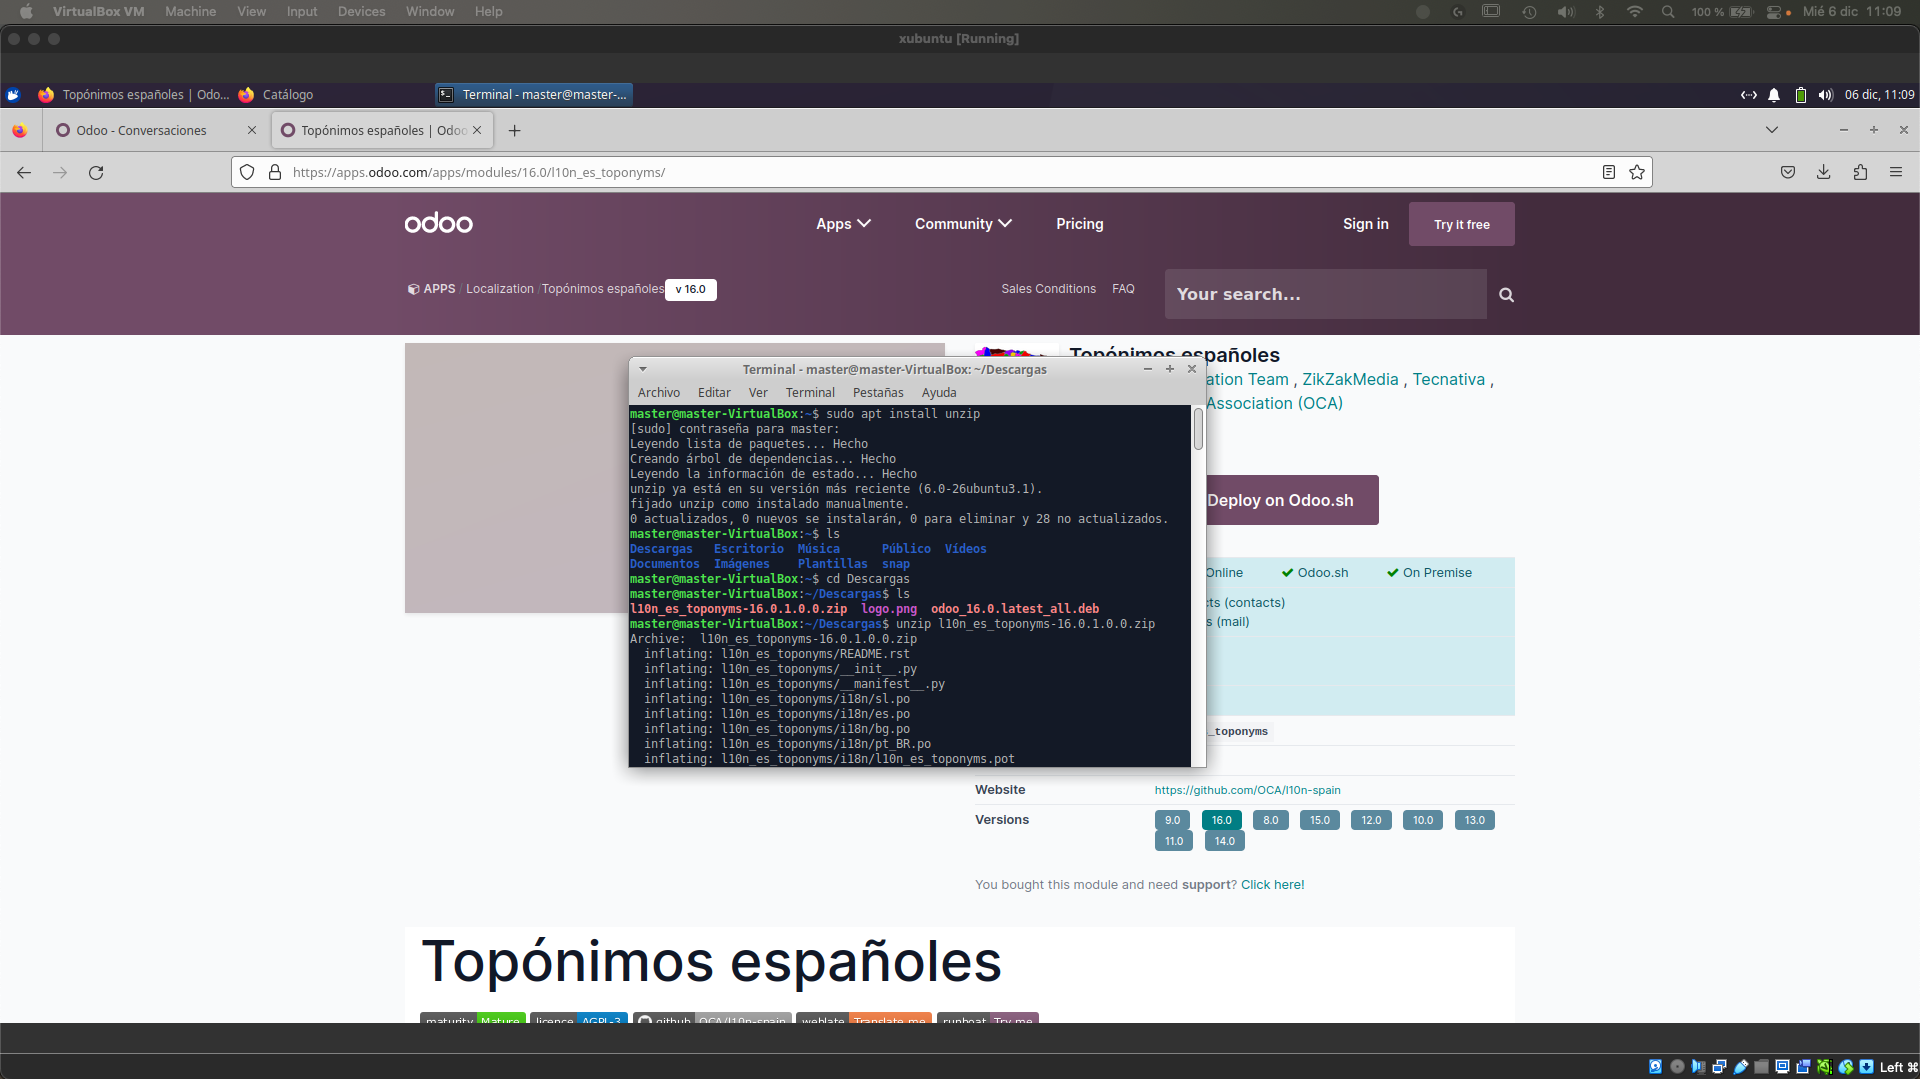 VirtualBox VM Machine View Input Devices Window Help 100 % Mié 6 dic 11:09
xubuntu [Running]
Topónimos españoles | Odo... Catálogo Terminal - master@master-... 06 dic, 11:09
Odoo - Conversaciones Topónimos españoles | Odoo
https://apps.odoo.com/apps/modules/16.0/l10n_es_toponyms/
odoo Apps Community Pricing Sign in Try it free
APPS / Localization / Topónimos españoles v 16.0 Sales Conditions FAQ Your search...
Topónimos españoles
ation Team , ZikZakMedia , Tecnativa ,
Association (OCA)
Deploy on Odoo.sh
Online Odoo.sh On Premise
cts (contacts)
s (mail)
_toponyms
Terminal - master@master-VirtualBox: ~/Descargas
Archivo Editar Ver Terminal Pestañas Ayuda
master@master-VirtualBox:~$ sudo apt install unzip
[sudo] contraseña para master:
Leyendo lista de paquetes... Hecho
Creando árbol de dependencias... Hecho
Leyendo la información de estado... Hecho
unzip ya está en su versión más reciente (6.0-26ubuntu3.1).
fijado unzip como instalado manualmente.
0 actualizados, 0 nuevos se instalarán, 0 para eliminar y 28 no actualizados.
master@master-VirtualBox:~$ ls
Descargas Escritorio Música Público Vídeos
Documentos Imágenes Plantillas snap
master@master-VirtualBox:~$ cd Descargas
master@master-VirtualBox:~/Descargas$ ls
l10n_es_toponyms-16.0.1.0.0.zip logo.png odoo_16.0.latest_all.deb
master@master-VirtualBox:~/Descargas$ unzip l10n_es_toponyms-16.0.1.0.0.zip
Archive: l10n_es_toponyms-16.0.1.0.0.zip
inflating: l10n_es_toponyms/README.rst
inflating: l10n_es_toponyms/__init__.py
inflating: l10n_es_toponyms/__manifest__.py
inflating: l10n_es_toponyms/i18n/sl.po
inflating: l10n_es_toponyms/i18n/es.po
inflating: l10n_es_toponyms/i18n/bg.po
inflating: l10n_es_toponyms/i18n/pt_BR.po
inflating: l10n_es_toponyms/i18n/l10n_es_toponyms.pot
Website https://github.com/OCA/l10n-spain
Versions 9.0 16.0 8.0 15.0 12.0 10.0 13.0
11.0 14.0
You bought this module and need support? Click here!
Topónimos españoles
maturity Mature licence AGPL-3 github OCA/l10n-spain weblate Translate me runboat Try me
Left ⌘